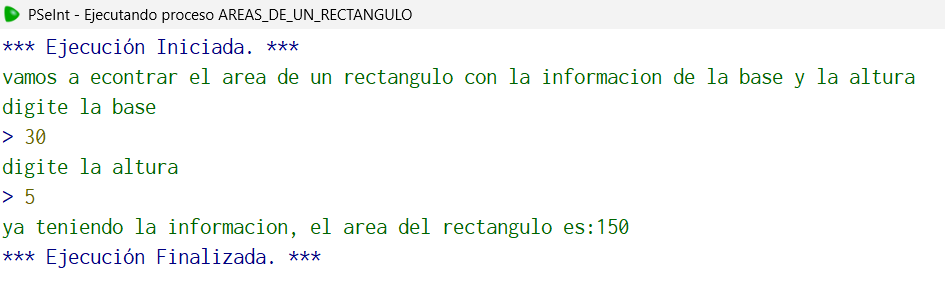 PSeInt - Ejecutando proceso AREAS_DE_UN_RECTANGULO
*** Ejecución Iniciada. ***
vamos a econtrar el area de un rectangulo con la informacion de la base y la altura
digite la base
> 30
digite la altura
> 5
ya teniendo la informacion, el area del rectangulo es:150
*** Ejecución Finalizada. ***